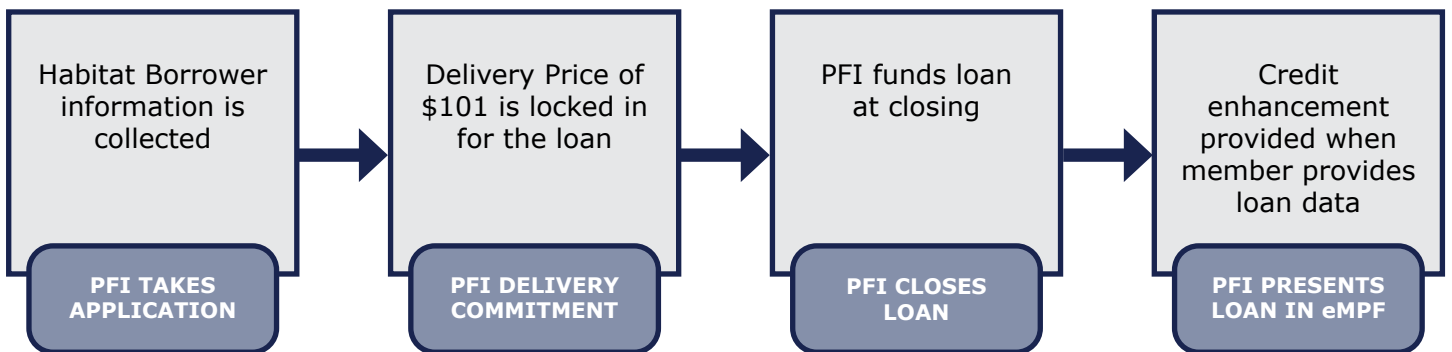 Habitat Borrower
information is
collected
PFI TAKES
APPLICATION
Delivery Price of
$101 is locked in
for the loan
PFI DELIVERY
COMMITMENT
PFI funds loan
at closing
PFI CLOSES
LOAN
Credit
enhancement
provided when
member provides
loan data
PFI PRESENTS
LOAN IN eMPF